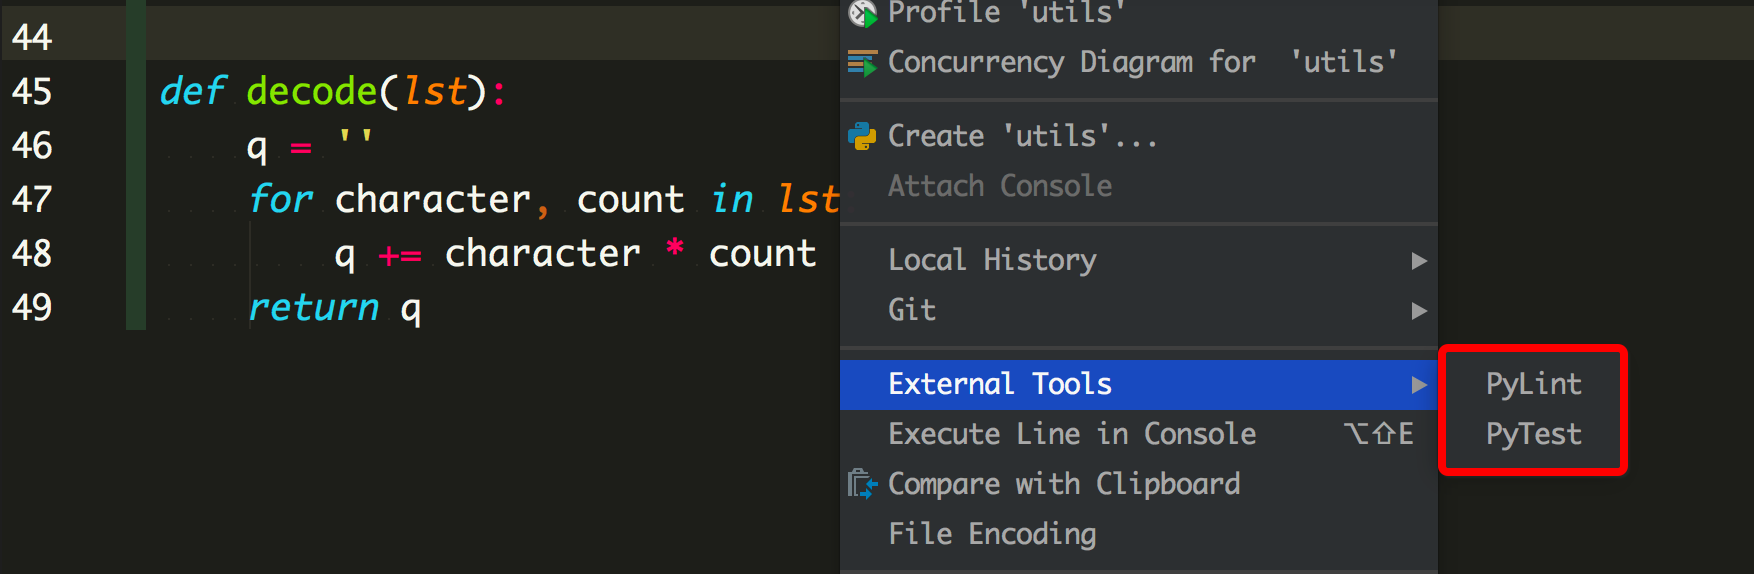 44
45 def decode(lst):
46 q = ''
47 for character, count in lst
48 q += character * count
49 return q
Profile 'utils'
Concurrency Diagram for 'utils'
Create 'utils'...
Attach Console
Local History
Git
External Tools
Execute Line in Console ⌥⇧E
Compare with Clipboard
File Encoding
PyLint
PyTest